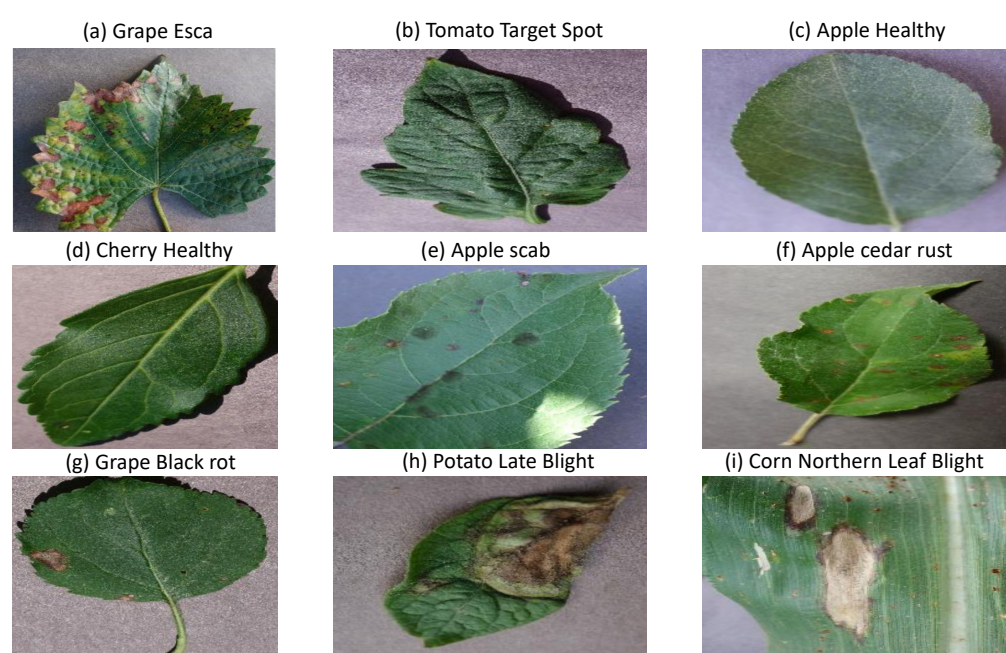 (a) Grape Esca
(b) Tomato Target Spot
(c) Apple Healthy
(d) Cherry Healthy
(e) Apple scab
(f) Apple cedar rust
(g) Grape Black rot
(h) Potato Late Blight
(i) Corn Northern Leaf Blight